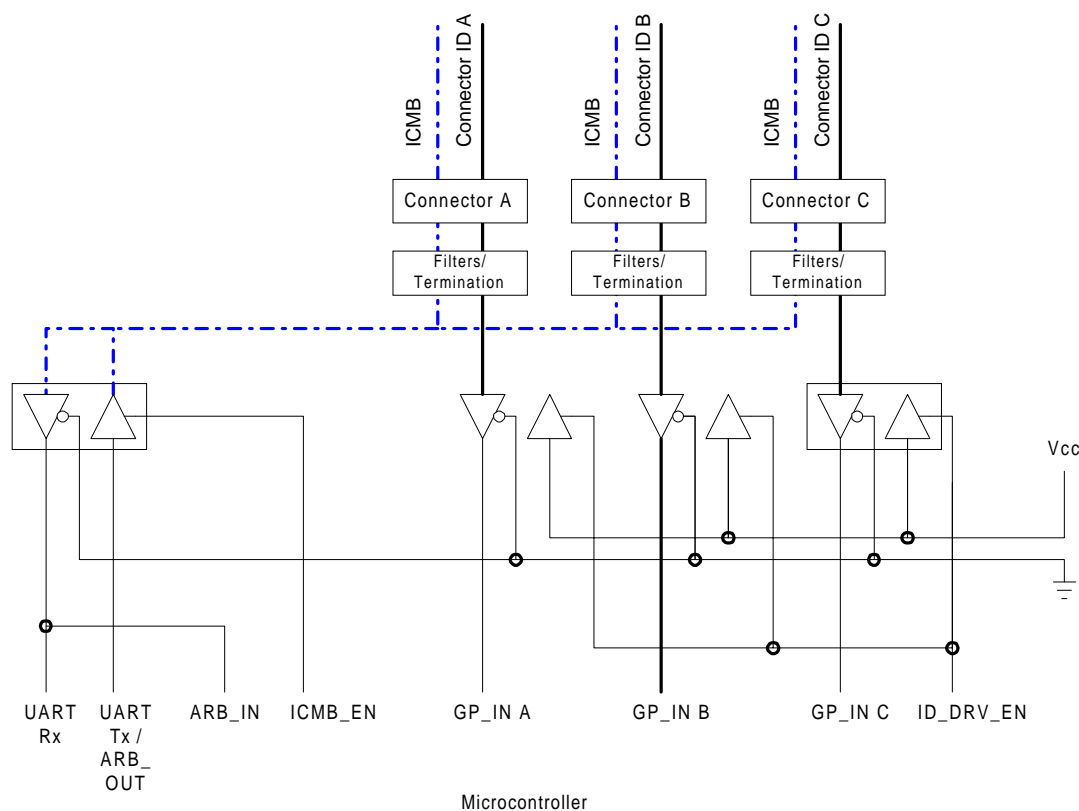 ICMB
Connector ID A
ICMB
Connector ID B
ICMB
Connector ID C
Connector A
Connector B
Connector C
Filters/
Termination
Filters/
Termination
Filters/
Termination
Vcc
UART
Rx
UART
Tx /
ARB_
OUT
ARB_IN
ICMB_EN
GP_IN A
GP_IN B
GP_IN C
ID_DRV_EN
Microcontroller